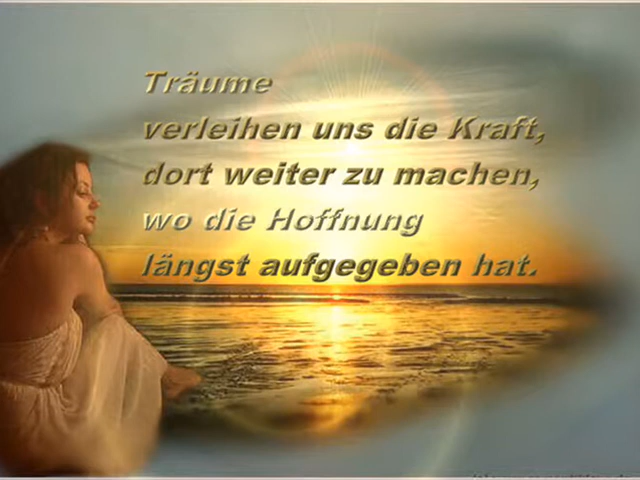 Träume
verleihen uns die Kraft,
dort weiter zu machen,
wo die Hoffnung
längst aufgegeben hat.